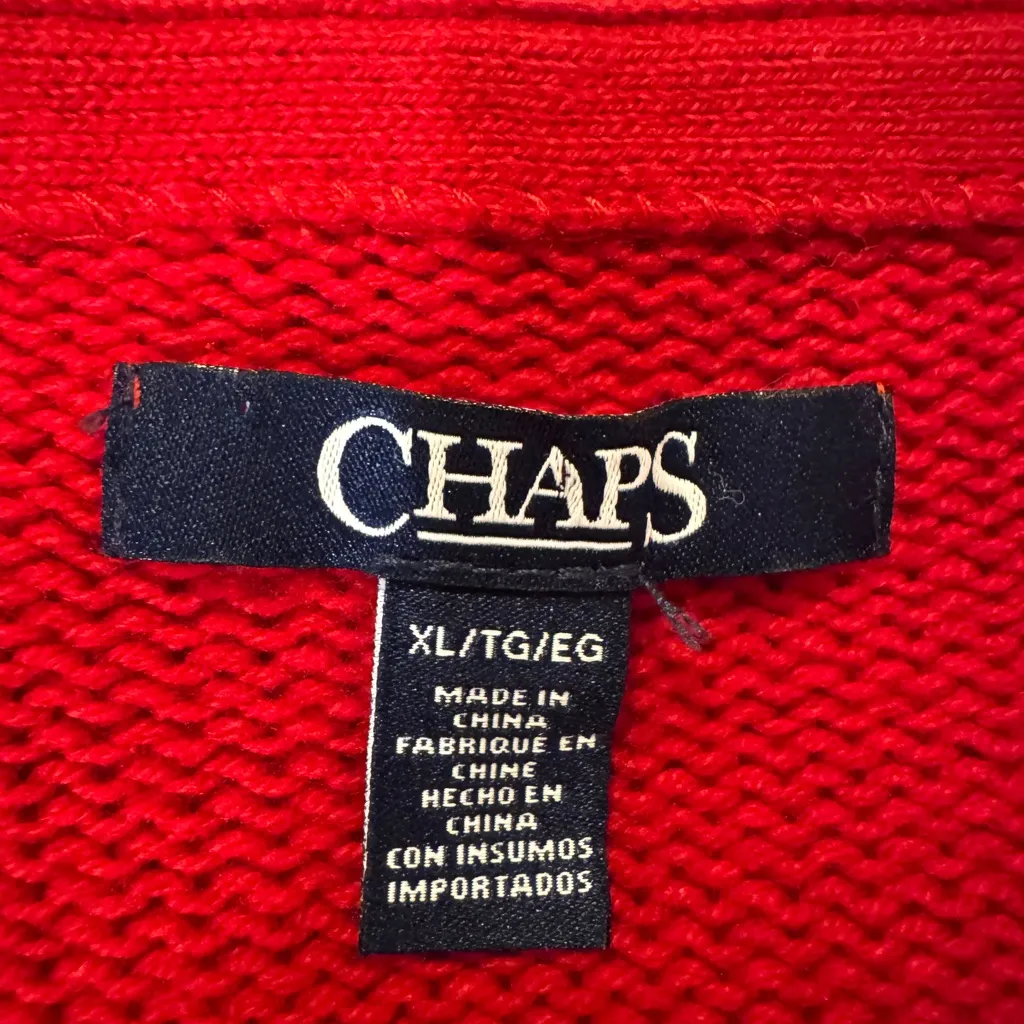 CHAPS
XL/TG/EG
MADE IN
CHINA
FABRIQUÉ EN
CHINE
HECHO EN
CHINA
CON INSUMOS
IMPORTADOS